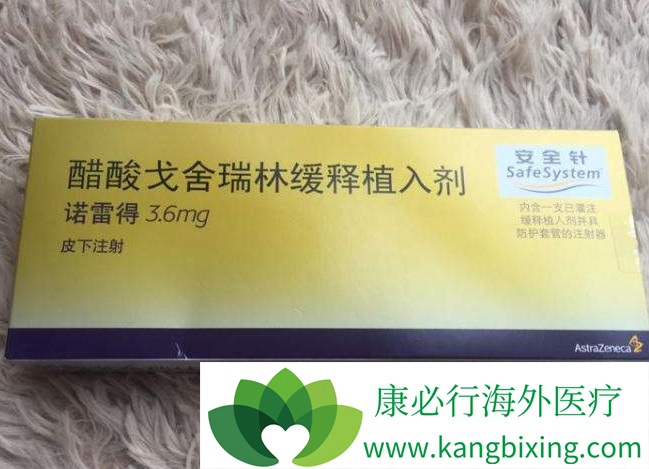 醋酸戈舍瑞林缓释植入剂
诺雷得 3.6mg
皮下注射
安全针
SafeSystem
内含一支已灌注
缓释植入剂并具
防护套管的注射器
AstraZeneca
康必行海外医疗
www.kangbixing.com